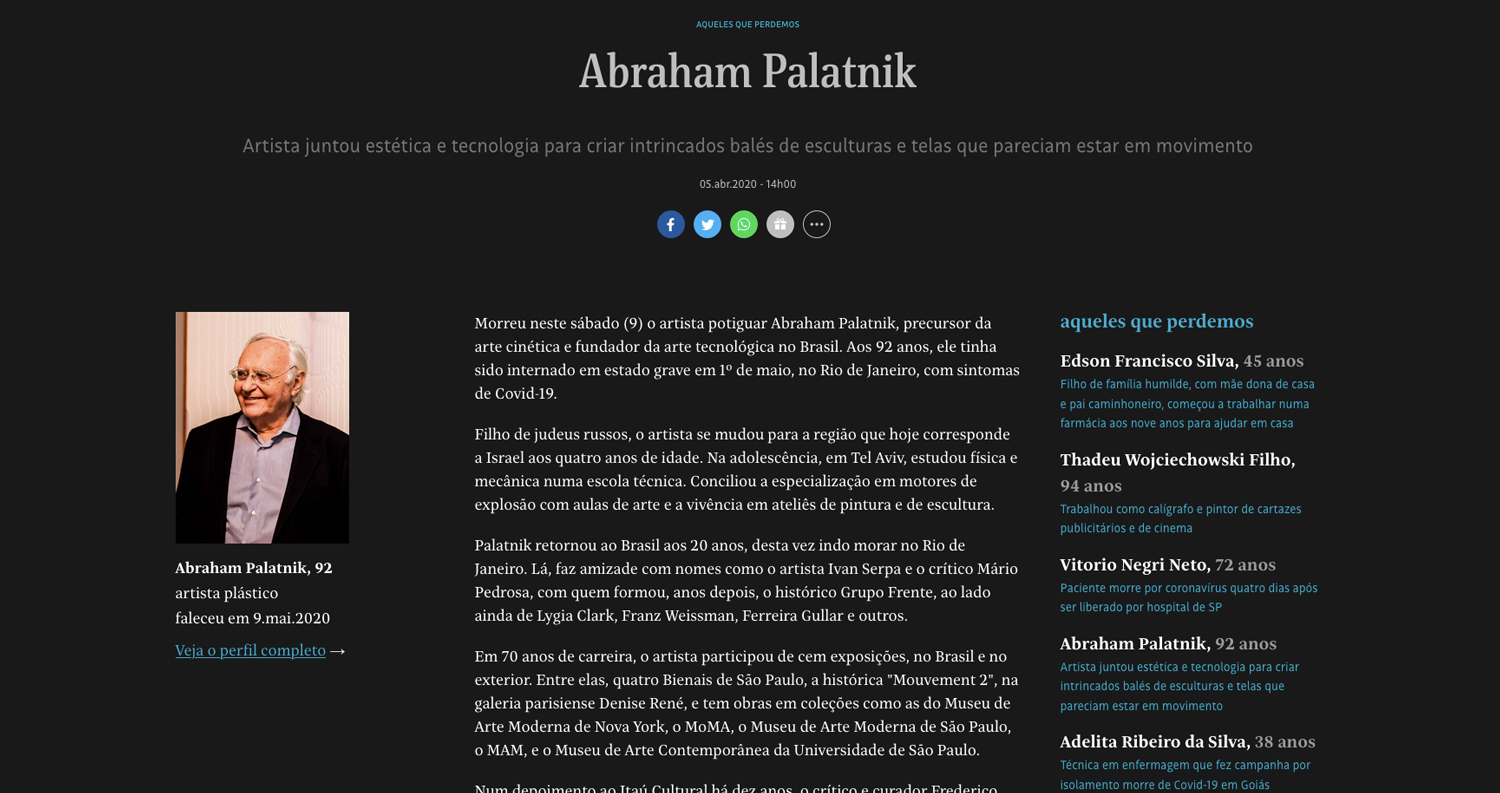 AQUELES QUE PERDEMOS
Abraham Palatnik
Artista juntou estética e tecnologia para criar intrincados balés de esculturas e telas que pareciam estar em movimento
05.abr.2020 - 14h00
Abraham Palatnik, 92
artista plástico
faleceu em 9.mai.2020
Veja o perfil completo →
Morreu neste sábado (9) o artista potiguar Abraham Palatnik, precursor da
arte cinética e fundador da arte tecnológica no Brasil. Aos 92 anos, ele tinha
sido internado em estado grave em 1º de maio, no Rio de Janeiro, com sintomas
de Covid-19.
Filho de judeus russos, o artista se mudou para a região que hoje corresponde
a Israel aos quatro anos de idade. Na adolescência, em Tel Aviv, estudou física e
mecânica numa escola técnica. Conciliou a especialização em motores de
explosão com aulas de arte e a vivência em ateliês de pintura e de escultura.
Palatnik retornou ao Brasil aos 20 anos, desta vez indo morar no Rio de
Janeiro. Lá, faz amizade com nomes como o artista Ivan Serpa e o crítico Mário
Pedrosa, com quem formou, anos depois, o histórico Grupo Frente, ao lado
ainda de Lygia Clark, Franz Weissman, Ferreira Gullar e outros.
Em 70 anos de carreira, o artista participou de cem exposições, no Brasil e no
exterior. Entre elas, quatro Bienais de São Paulo, a histórica "Mouvement 2", na
galeria parisiense Denise René, e tem obras em coleções como as do Museu de
Arte Moderna de Nova York, o MoMA, o Museu de Arte Moderna de São Paulo,
o MAM, e o Museu de Arte Contemporânea da Universidade de São Paulo.
Num depoimento ao Itaú Cultural há dez anos, o crítico e curador Frederico
aqueles que perdemos
Edson Francisco Silva, 45 anos
Filho de família humilde, com mãe dona de casa
e pai caminhoneiro, começou a trabalhar numa
farmácia aos nove anos para ajudar em casa
Thadeu Wojciechowski Filho,
94 anos
Trabalhou como calígrafo e pintor de cartazes
publicitários e de cinema
Vitorio Negri Neto, 72 anos
Paciente morre por coronavírus quatro dias após
ser liberado por hospital de SP
Abraham Palatnik, 92 anos
Artista juntou estética e tecnologia para criar
intrincados balés de esculturas e telas que
pareciam estar em movimento
Adelita Ribeiro da Silva, 38 anos
Técnica em enfermagem que fez campanha por
isolamento morre de Covid-19 em Goiás